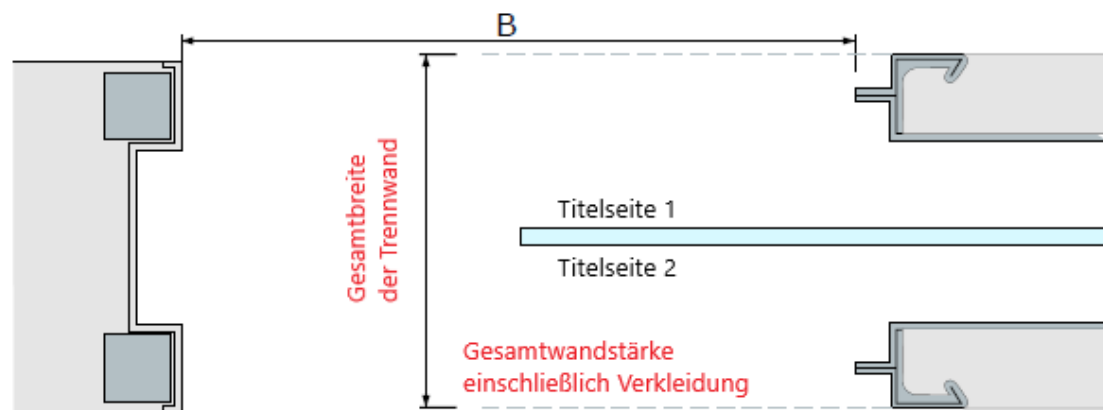 B
Gesamtbreite
der Trennwand
Titelseite 1
Titelseite 2
Gesamtwandstärke
einschließlich Verkleidung